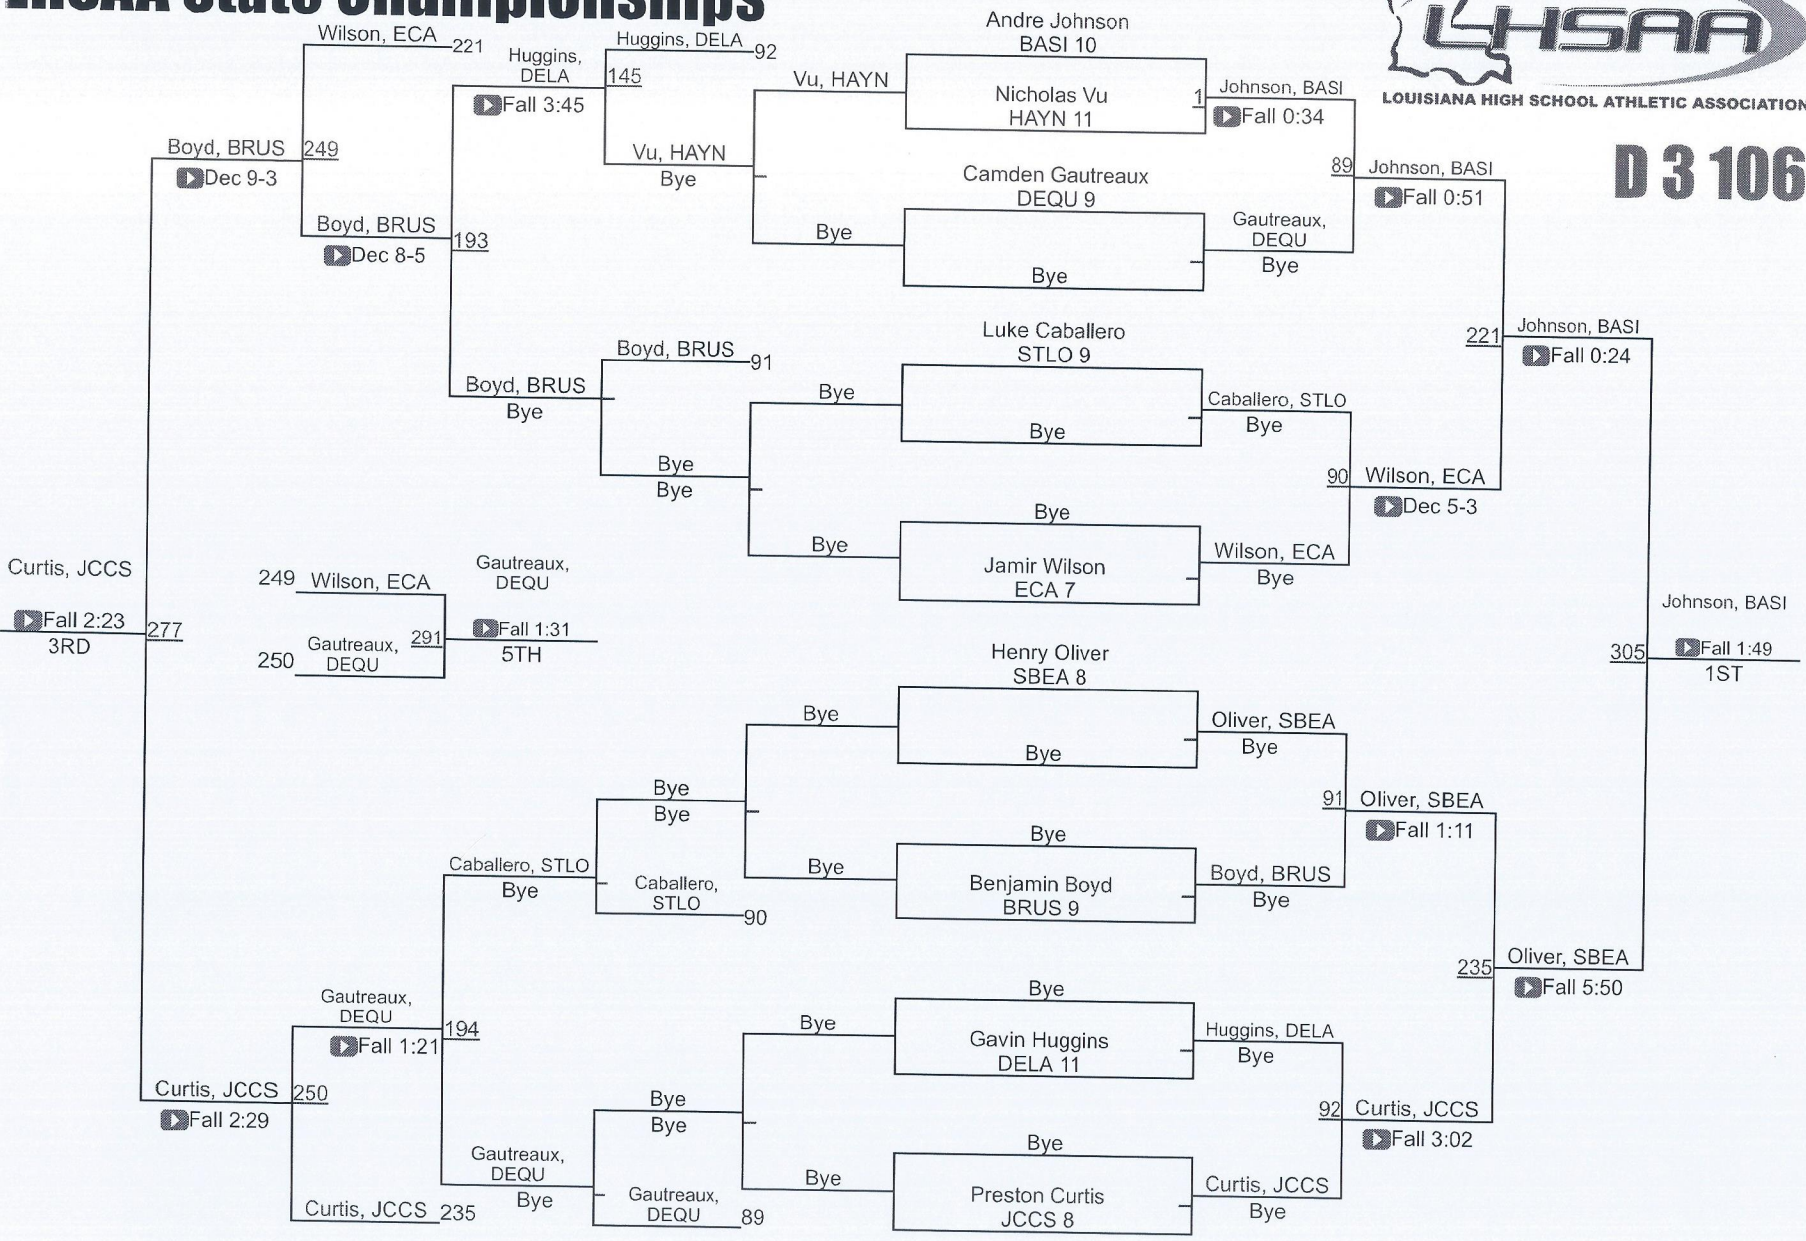 LHSAA State Championships
LHSAA
LOUISIANA HIGH SCHOOL ATHLETIC ASSOCIATION
D 3 106
Andre Johnson
BASI 10
Nicholas Vu
HAYN 11
1
Johnson, BASI
Fall 0:34
Camden Gautreaux
DEQU 9
Bye
Gautreaux,
DEQU
Bye
89
Johnson, BASI
Fall 0:51
Luke Caballero
STLO 9
Bye
Caballero, STLO
Bye
Bye
Jamir Wilson
ECA 7
Wilson, ECA
Bye
90
Wilson, ECA
Dec 5-3
221
Johnson, BASI
Fall 0:24
Henry Oliver
SBEA 8
Bye
Oliver, SBEA
Bye
Bye
Benjamin Boyd
BRUS 9
Boyd, BRUS
Bye
91
Oliver, SBEA
Fall 1:11
Bye
Gavin Huggins
DELA 11
Huggins, DELA
Bye
Bye
Preston Curtis
JCCS 8
Curtis, JCCS
Bye
92
Curtis, JCCS
Fall 3:02
235
Oliver, SBEA
Fall 5:50
305
Johnson, BASI
Fall 1:49
1ST
Vu, HAYN
Bye
Huggins, DELA
92
Vu, HAYN
Bye
145
Huggins,
DELA
Fall 3:45
Bye
Bye
Boyd, BRUS
91
Bye
Bye
Boyd, BRUS
Bye
193
Boyd, BRUS
Dec 8-5
Wilson, ECA
221
249
Boyd, BRUS
Dec 9-3
Bye
Bye
Bye
Bye
Caballero,
STLO
90
Caballero, STLO
Bye
Bye
Bye
Bye
Bye
Gautreaux,
DEQU
89
Gautreaux,
DEQU
Bye
194
Gautreaux,
DEQU
Fall 1:21
Curtis, JCCS
235
250
Curtis, JCCS
Fall 2:29
277
Curtis, JCCS
Fall 2:23
3RD
249
Wilson, ECA
250
Gautreaux,
DEQU
291
Gautreaux,
DEQU
Fall 1:31
5TH